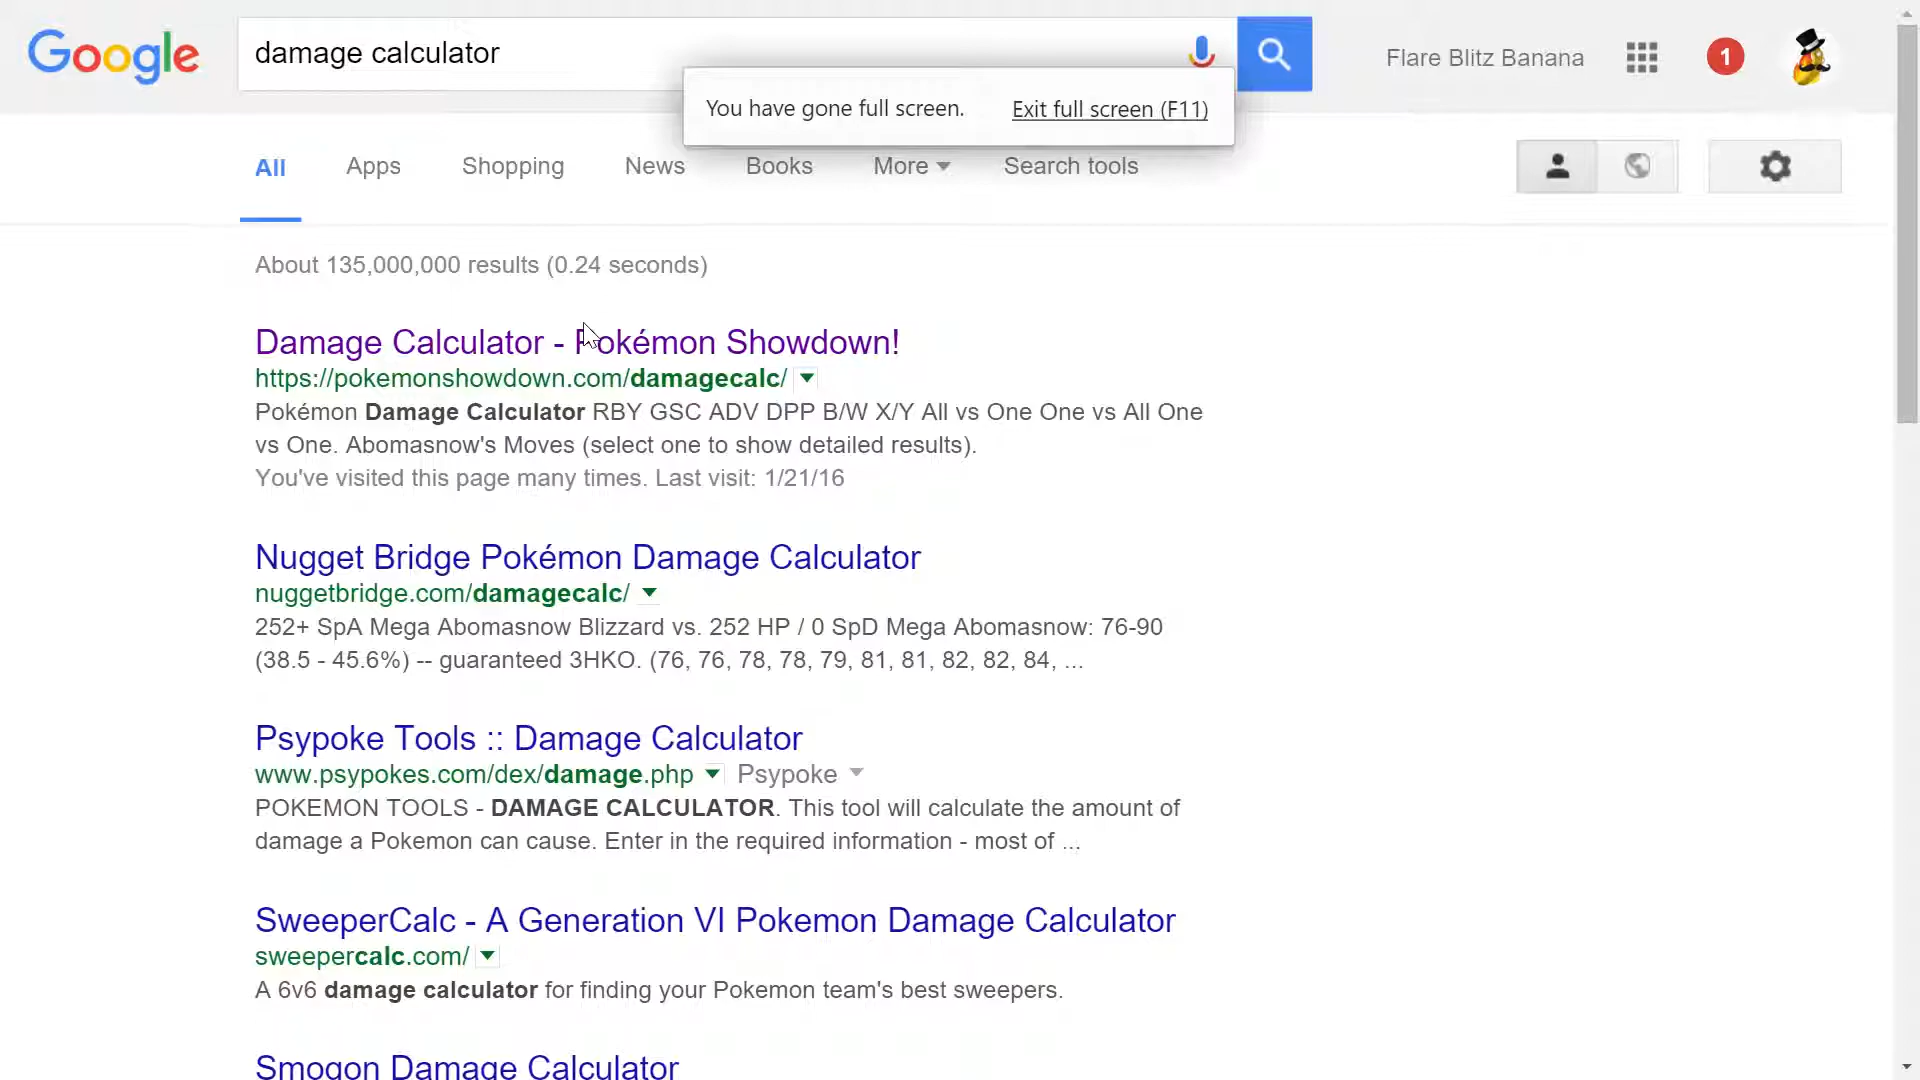 Google
damage calculator
Flare Blitz Banana
1
You have gone full screen. Exit full screen (F11)
All Apps Shopping News Books More Search tools
About 135,000,000 results (0.24 seconds)
Damage Calculator - Pokémon Showdown!
https://pokemonshowdown.com/damagecalc/
Pokémon Damage Calculator RBY GSC ADV DPP B/W X/Y All vs One One vs All One
vs One. Abomasnow's Moves (select one to show detailed results).
You've visited this page many times. Last visit: 1/21/16
Nugget Bridge Pokémon Damage Calculator
nuggetbridge.com/damagecalc/
252+ SpA Mega Abomasnow Blizzard vs. 252 HP / 0 SpD Mega Abomasnow: 76-90
(38.5 - 45.6%) -- guaranteed 3HKO. (76, 76, 78, 78, 79, 81, 81, 82, 82, 84, ...
Psypoke Tools :: Damage Calculator
www.psypokes.com/dex/damage.php Psypoke
POKEMON TOOLS - DAMAGE CALCULATOR. This tool will calculate the amount of
damage a Pokemon can cause. Enter in the required information - most of ...
SweeperCalc - A Generation VI Pokemon Damage Calculator
sweepercalc.com/
A 6v6 damage calculator for finding your Pokemon team's best sweepers.
Smogon Damage Calculator